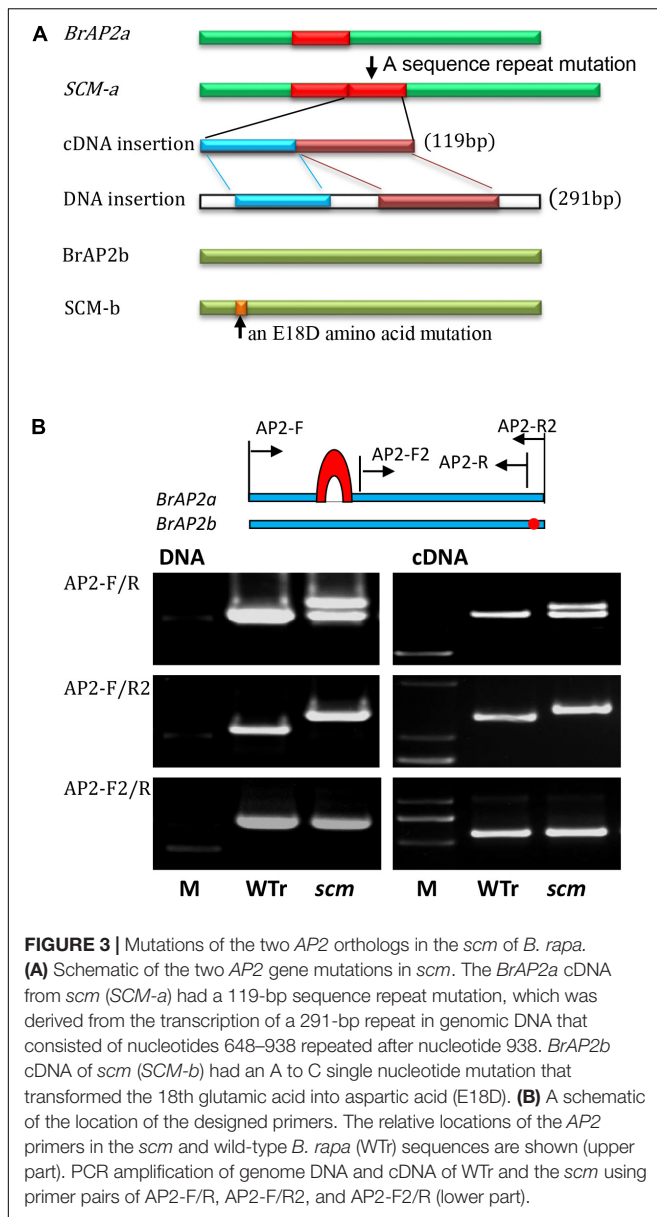 A
BrAP2a
A sequence repeat mutation
SCM-a
cDNA insertion
(119bp)
DNA insertion
(291bp)
BrAP2b
SCM-b
an E18D amino acid mutation
B
AP2-F
AP2-R2
AP2-F2
AP2-R
BrAP2a
BrAP2b
DNA
cDNA
AP2-F/R
AP2-F/R2
AP2-F2/R
M WTr scm M WTr scm
FIGURE 3 | Mutations of the two AP2 orthologs in the scm of B. rapa.
(A) Schematic of the two AP2 gene mutations in scm. The BrAP2a cDNA
from scm (SCM-a) had a 119-bp sequence repeat mutation, which was
derived from the transcription of a 291-bp repeat in genomic DNA that
consisted of nucleotides 648–938 repeated after nucleotide 938. BrAP2b
cDNA of scm (SCM-b) had an A to C single nucleotide mutation that
transformed the 18th glutamic acid into aspartic acid (E18D). (B) A schematic
of the location of the designed primers. The relative locations of the AP2
primers in the scm and wild-type B. rapa (WTr) sequences are shown (upper
part). PCR amplification of genome DNA and cDNA of WTr and the scm using
primer pairs of AP2-F/R, AP2-F/R2, and AP2-F2/R (lower part).